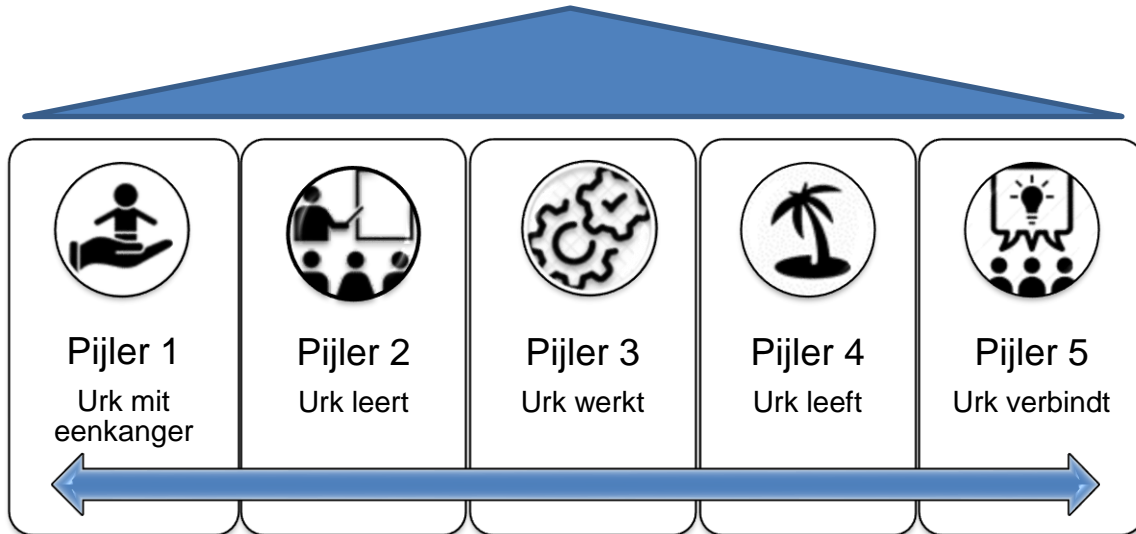 Pijler 1
Urk mit
eenkanger
Pijler 2
Urk leert
Pijler 3
Urk werkt
Pijler 4
Urk leeft
Pijler 5
Urk verbindt